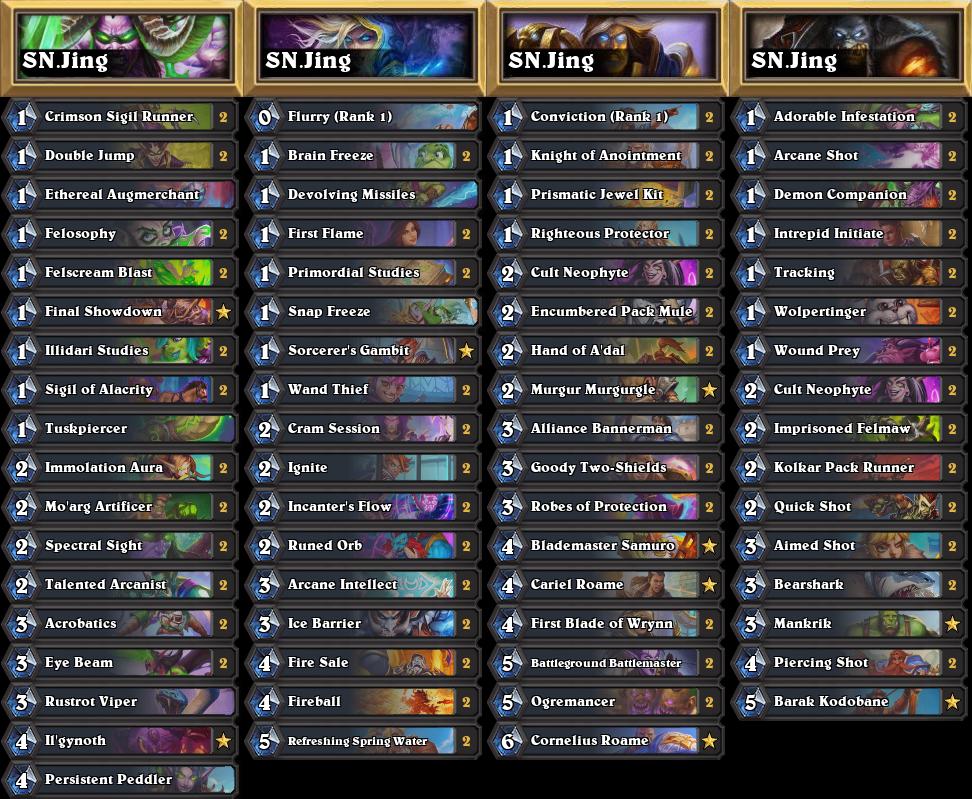 SN.Jing
1 Crimson Sigil Runner 2
1 Double Jump 2
1 Ethereal Augmerchant
1 Felosophy 2
1 Felscream Blast 2
1 Final Showdown
1 Illidari Studies 2
1 Sigil of Alacrity 2
1 Tuskpiercer
2 Immolation Aura 2
2 Mo'arg Artificer 2
2 Spectral Sight 2
2 Talented Arcanist 2
3 Acrobatics 2
3 Eye Beam 2
3 Rustrot Viper
4 Il'gynoth
4 Persistent Peddler
SN.Jing
0 Flurry (Rank 1)
1 Brain Freeze 2
1 Devolving Missiles
1 First Flame 2
1 Primordial Studies 2
1 Snap Freeze
1 Sorcerer's Gambit
1 Wand Thief 2
2 Cram Session 2
2 Ignite 2
2 Incanter's Flow 2
2 Runed Orb 2
3 Arcane Intellect 2
3 Ice Barrier 2
4 Fire Sale 2
4 Fireball 2
5 Refreshing Spring Water 2
SN.Jing
1 Conviction (Rank 1) 2
1 Knight of Anointment 2
1 Prismatic Jewel Kit 2
1 Righteous Protector 2
2 Cult Neophyte 2
2 Encumbered Pack Mule 2
2 Hand of A'dal 2
2 Murgur Murgurgle
3 Alliance Bannerman 2
3 Goody Two-Shields 2
3 Robes of Protection 2
4 Blademaster Samuro
4 Cariel Roame
4 First Blade of Wrynn 2
5 Battleground Battlemaster 2
5 Ogremancer 2
6 Cornelius Roame
SN.Jing
1 Adorable Infestation 2
1 Arcane Shot 2
1 Demon Companion 2
1 Intrepid Initiate 2
1 Tracking 2
1 Wolpertinger 2
1 Wound Prey 2
2 Cult Neophyte 2
2 Imprisoned Felmaw 2
2 Kolkar Pack Runner 2
2 Quick Shot 2
3 Aimed Shot 2
3 Bearshark 2
3 Mankrik
4 Piercing Shot 2
5 Barak Kodobane